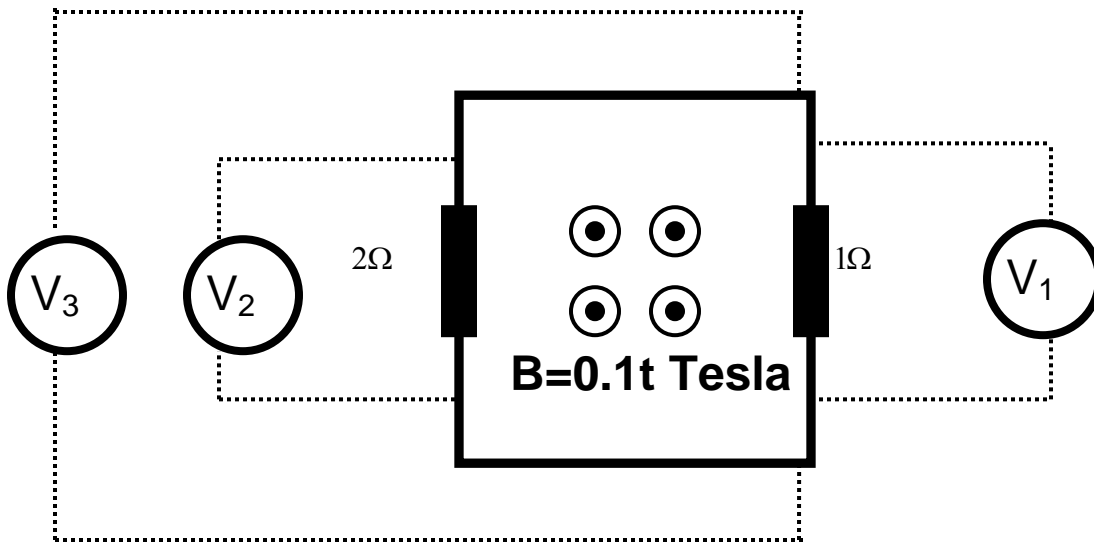 2Ω
1Ω
V₃
V₂
V₁
B=0.1t Tesla